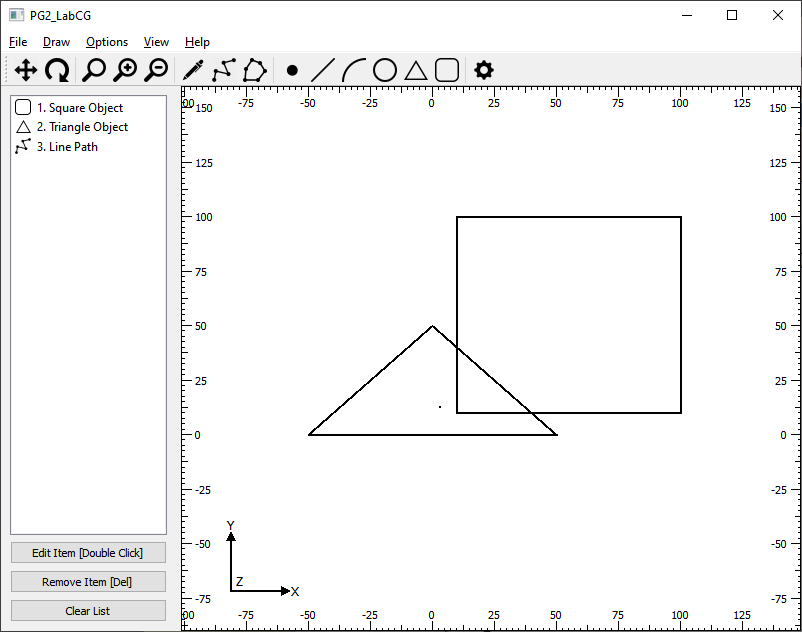 PG2_LabCG
File Draw Options View Help
1. Square Object
2. Triangle Object
3. Line Path
Edit Item [Double Click]
Remove Item [Del]
Clear List
00 -75 -50 -25 0 25 50 75 100 125
150 150
125 125
100 100
75 75
50 50
25 25
0 0
-25 -25
-50 -50
-75 -75
Y
Z
X
00 -75 -50 -25 0 25 50 75 100 125